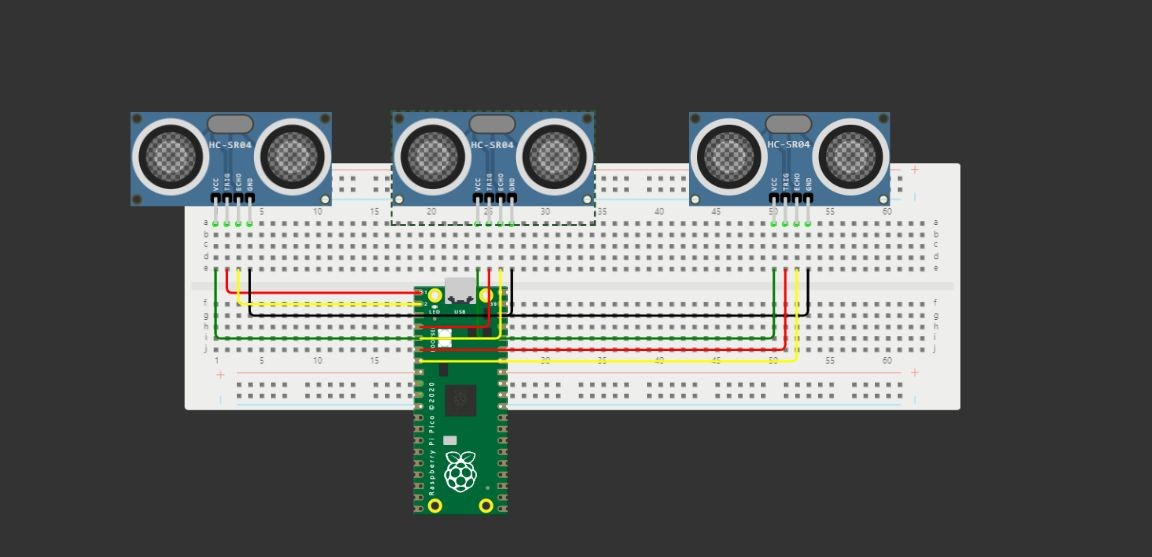 HC-SR04
VCC TRIG ECHO GND
HC-SR04
VCC TRIG ECHO GND
HC-SR04
VCC TRIG ECHO GND
+
5 10 15 20 25 30 35 40 45 50 55 60
a a
b b
c c
d d
e e
f f
g g
h h
i i
j j
1 5 10 15 30 35 40 45 50 55 60
+ +
LED USB
BOOTSEL
Raspberry Pi Pico ©2020